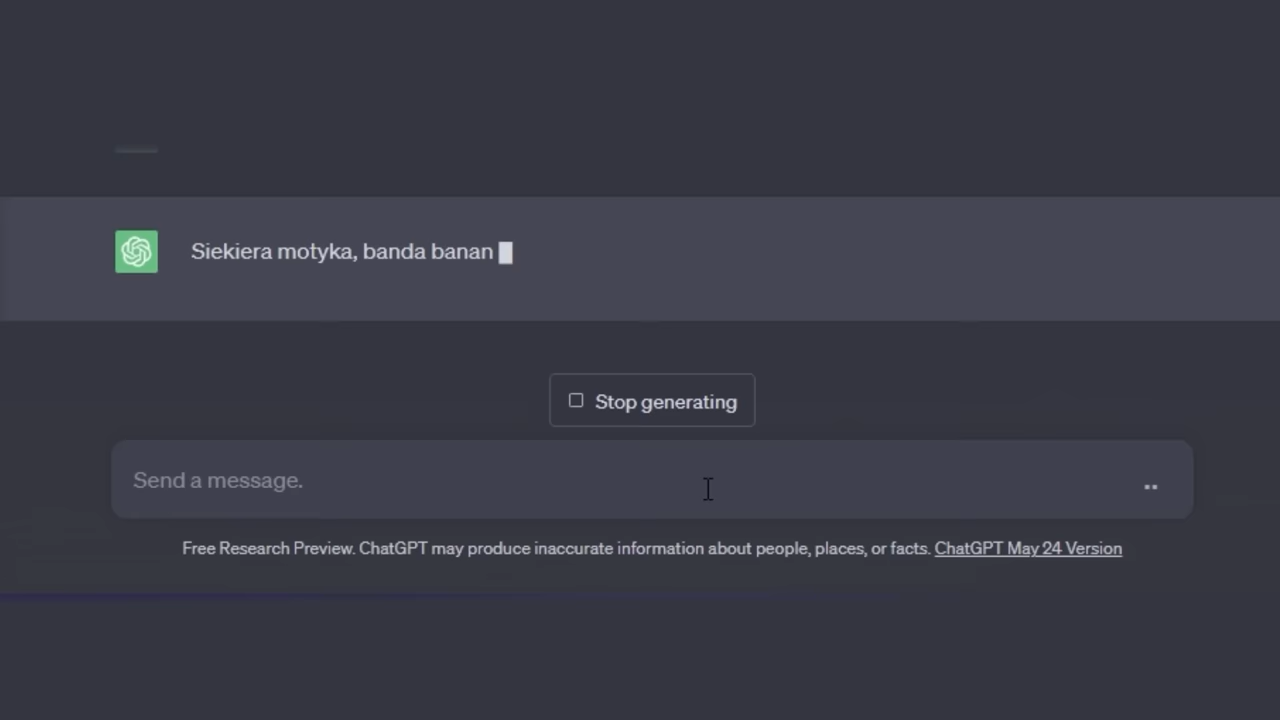 Siekiera motyka, banda banan
Stop generating
Send a message.
Free Research Preview. ChatGPT may produce inaccurate information about people, places, or facts. ChatGPT May 24 Version